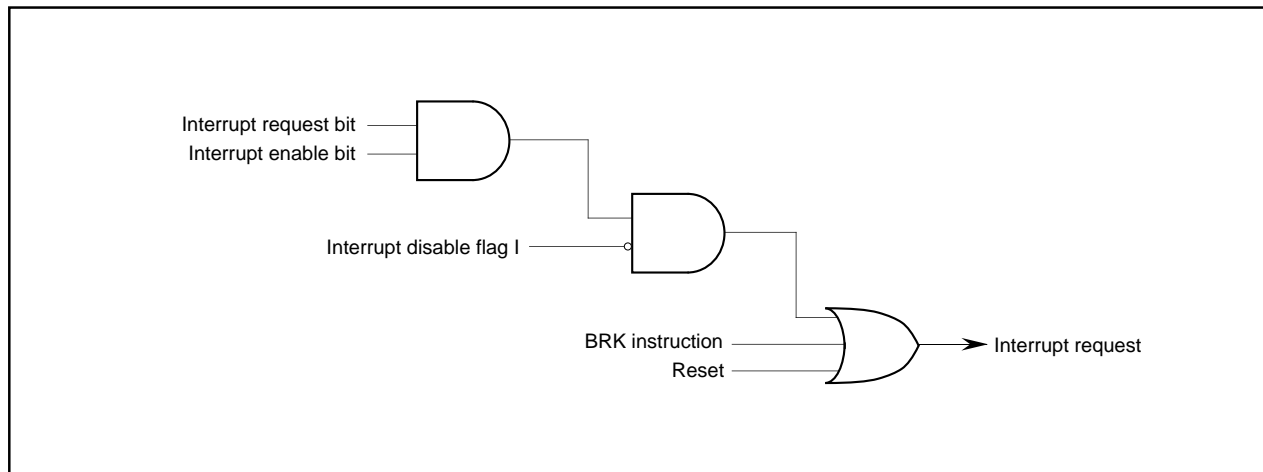 Interrupt request bit
Interrupt enable bit
Interrupt disable flag I
BRK instruction
Reset
Interrupt request